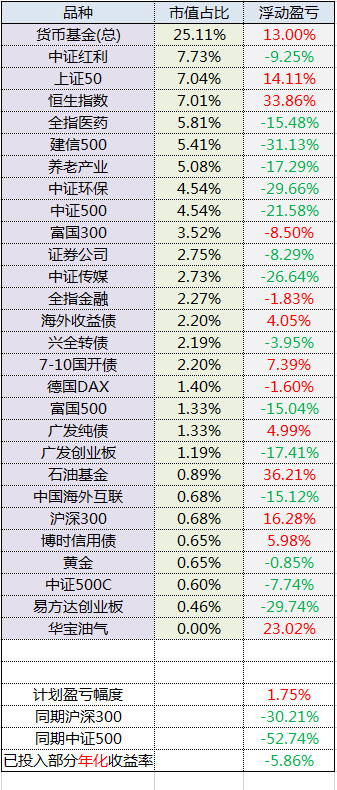 品种 市值占比 浮动盈亏
货币基金(总) 25.11% 13.00%
中证红利 7.73% -9.25%
上证50 7.04% 14.11%
恒生指数 7.01% 33.86%
全指医药 5.81% -15.48%
建信500 5.41% -31.13%
养老产业 5.08% -17.29%
中证环保 4.54% -29.66%
中证500 4.54% -21.58%
富国300 3.52% -8.50%
证券公司 2.75% -8.29%
中证传媒 2.73% -26.64%
全指金融 2.27% -1.83%
海外收益债 2.20% 4.05%
兴全转债 2.19% -3.95%
7-10国开债 2.20% 7.39%
德国DAX 1.40% -1.60%
富国500 1.33% -15.04%
广发纯债 1.33% 4.99%
广发创业板 1.19% -17.41%
石油基金 0.89% 36.21%
中国海外互联 0.68% -15.12%
沪深300 0.68% 16.28%
博时信用债 0.65% 5.98%
黄金 0.65% -0.85%
中证500C 0.60% -7.74%
易方达创业板 0.46% -29.74%
华宝油气 0.00% 23.02%
计划盈亏幅度 1.75%
同期沪深300 -30.21%
同期中证500 -52.74%
已投入部分年化收益率 -5.86%